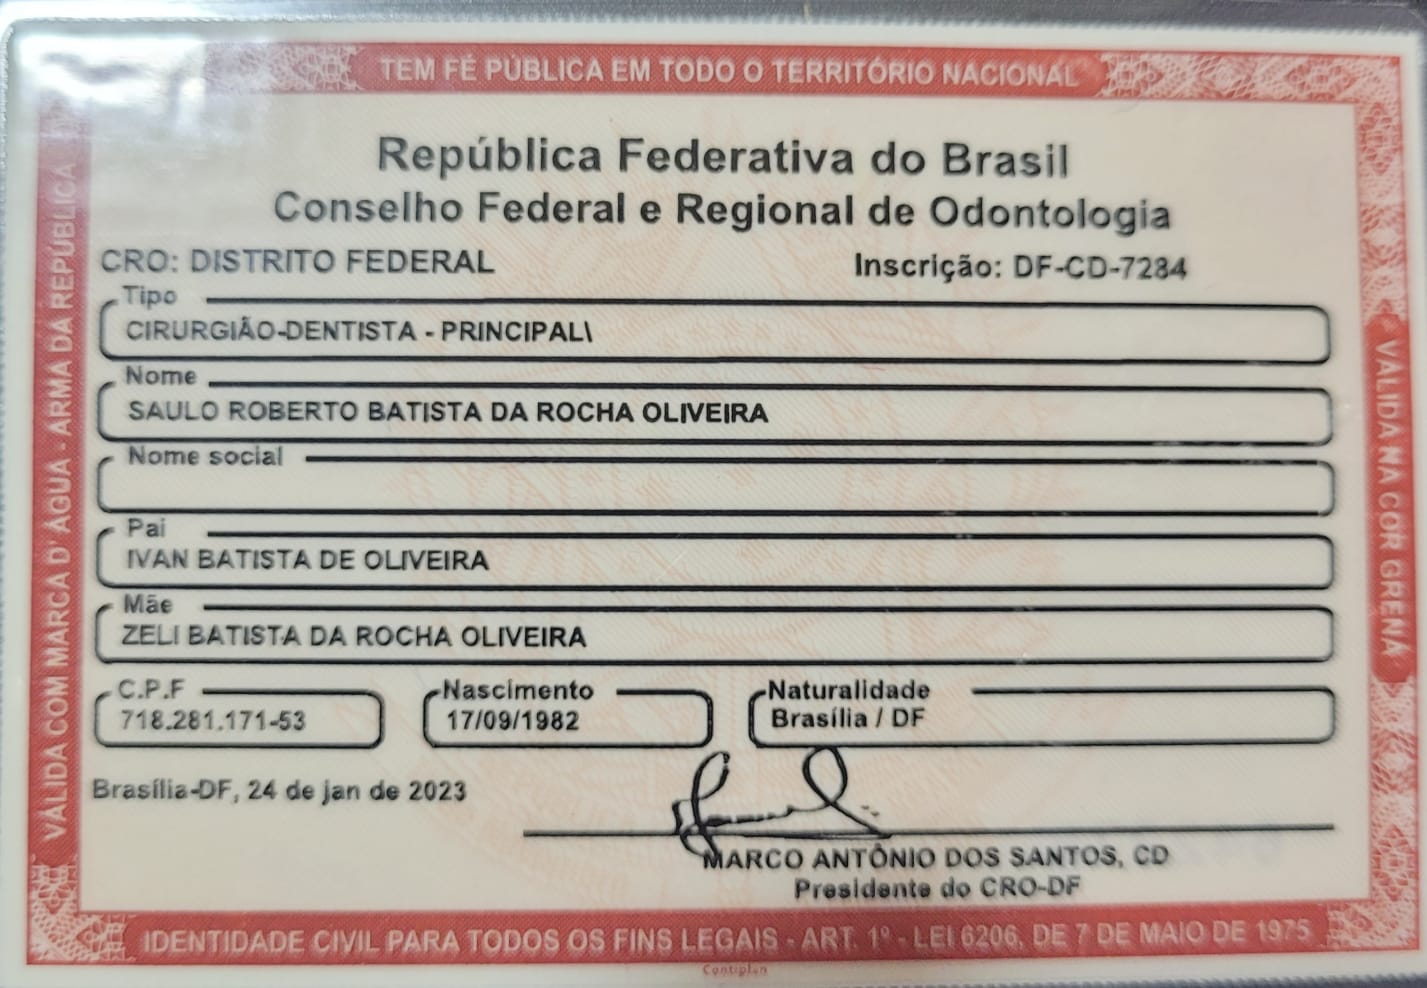 TEM FÉ PÚBLICA EM TODO O TERRITÓRIO NACIONAL
República Federativa do Brasil
Conselho Federal e Regional de Odontologia
CRO: DISTRITO FEDERAL
Inscrição: DF-CD-7284
Tipo
CIRURGIÃO-DENTISTA - PRINCIPAL\
Nome
SAULO ROBERTO BATISTA DA ROCHA OLIVEIRA
Nome social
Pai
IVAN BATISTA DE OLIVEIRA
Mãe
ZELI BATISTA DA ROCHA OLIVEIRA
C.P.F
718.281.171-53
Nascimento
17/09/1982
Naturalidade
Brasília / DF
Brasília-DF, 24 de jan de 2023
MARCO ANTÔNIO DOS SANTOS, CD
Presidente do CRO-DF
IDENTIDADE CIVIL PARA TODOS OS FINS LEGAIS - ART. 1º - LEI 6206, DE 7 DE MAIO DE 1975
VÁLIDA COM MARCA D' ÁGUA - ARMA DA REPÚBLICA
VÁLIDA NA COR GRENÁ
Contiplan